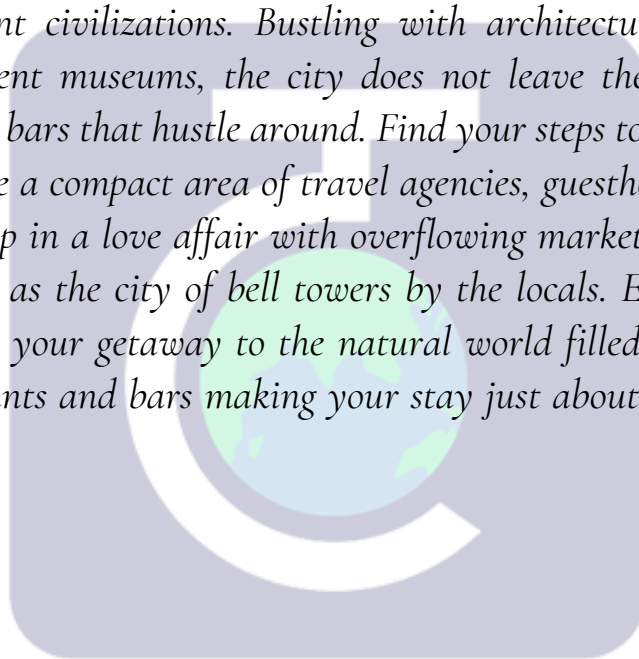 nt civilizations. Bustling with architectu
ent museums, the city does not leave the
bars that hustle around. Find your steps to
e a compact area of travel agencies, guesth
p in a love affair with overflowing market
as the city of bell towers by the locals. E
your getaway to the natural world filled
nts and bars making your stay just about